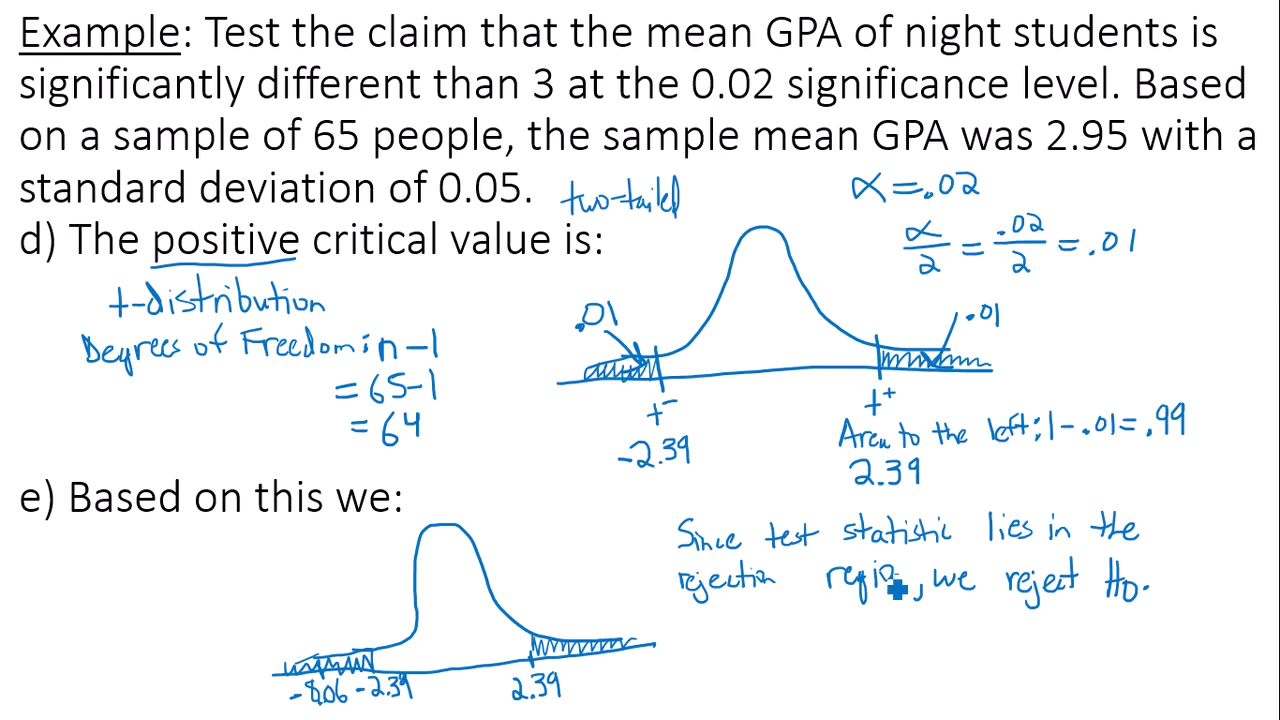 Example: Test the claim that the mean GPA of night students is
significantly different than 3 at the 0.02 significance level. Based
on a sample of 65 people, the sample mean GPA was 2.95 with a
standard deviation of 0.05.
two-tailed
α = .02
α/2 = .02/2 = .01
d) The positive critical value is:
t-distribution
Degrees of Freedom: n-1
= 65-1
= 64
.01
.01
t-
-2.39
t+
Area to the left: 1 - .01 = .99
2.39
e) Based on this we:
Since test statistic lies in the
rejection region, we reject Ho.
-8.06 -2.39
2.39